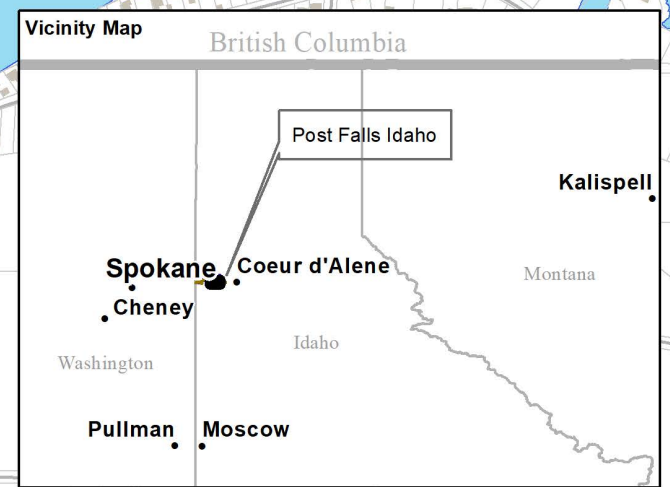 Vicinity Map
British Columbia
Post Falls Idaho
Kalispell
Spokane
Coeur d'Alene
Montana
Cheney
Idaho
Washington
Pullman
Moscow